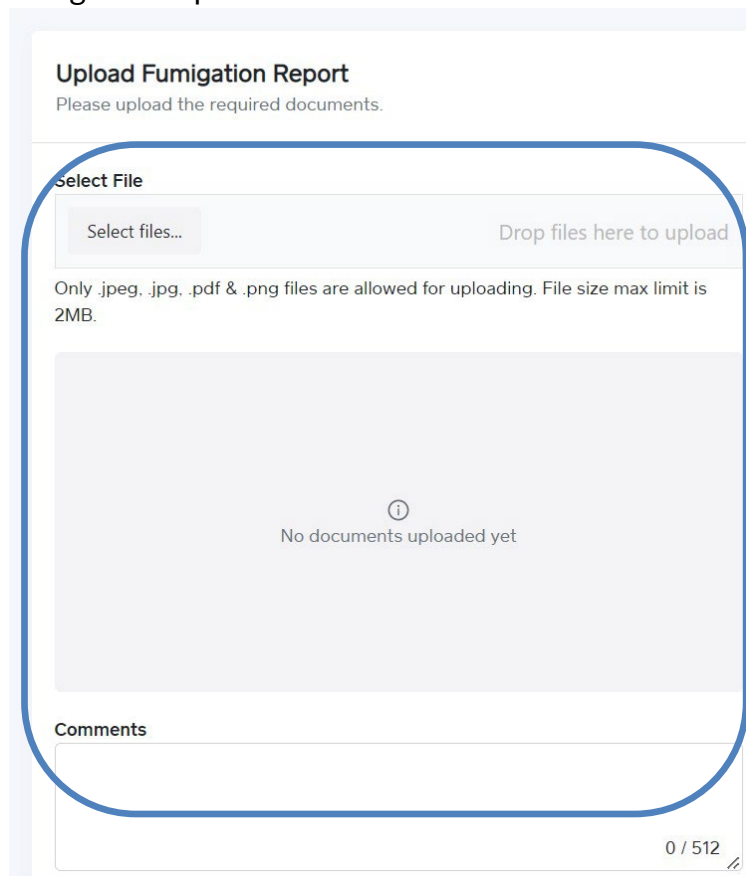 Upload Fumigation Report
Please upload the required documents.
Select File
Select files...
Drop files here to upload
Only .jpeg, .jpg, .pdf & .png files are allowed for uploading. File size max limit is
2MB.
No documents uploaded yet
Comments
0 / 512